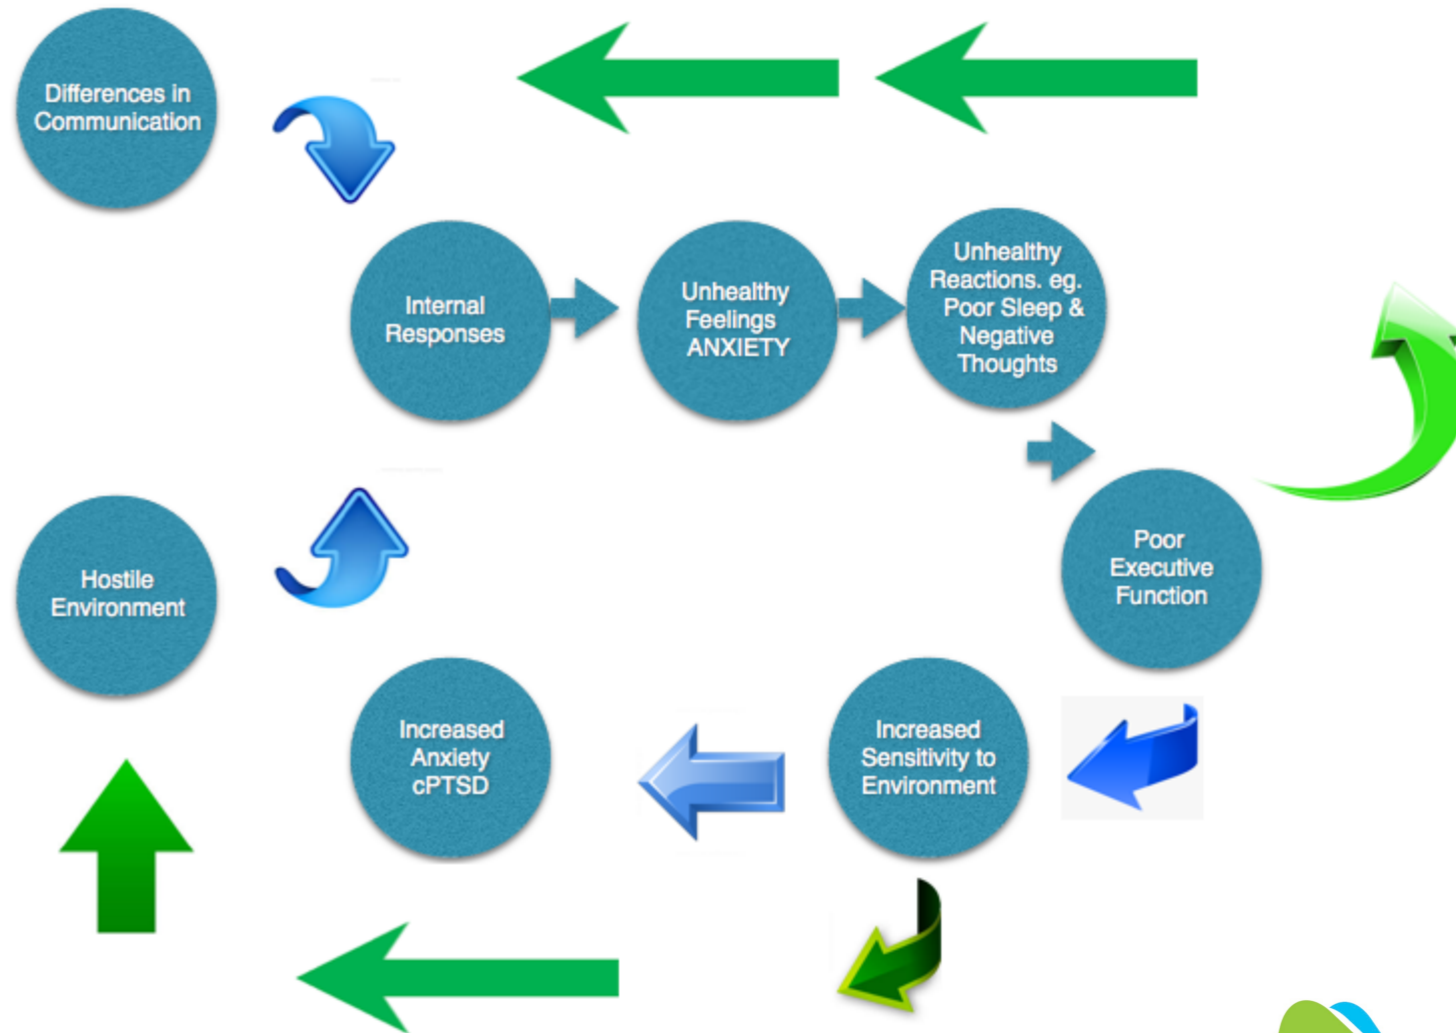 Differences in
Communication
Internal
Responses
Unhealthy
Feelings
ANXIETY
Unhealthy
Reactions. eg.
Poor Sleep &
Negative
Thoughts
Hostile
Environment
Poor
Executive
Function
Increased
Anxiety
cPTSD
Increased
Sensitivity to
Environment